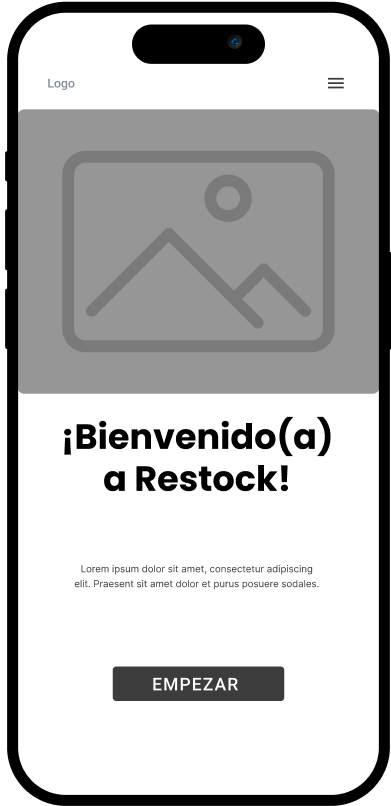 Logo
¡Bienvenido(a)
a Restock!
Lorem ipsum dolor sit amet, consectetur adipiscing
elit. Praesent sit amet dolor et purus posuere sodales.
EMPEZAR